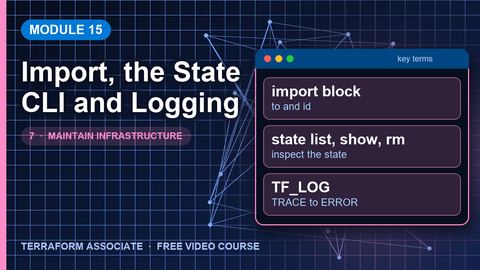 MODULE 15
Import, the State
CLI and Logging
7 · MAINTAIN INFRASTRUCTURE
key terms
import block
to and id
state list, show, rm
inspect the state
TF_LOG
TRACE to ERROR
TERRAFORM ASSOCIATE · FREE VIDEO COURSE